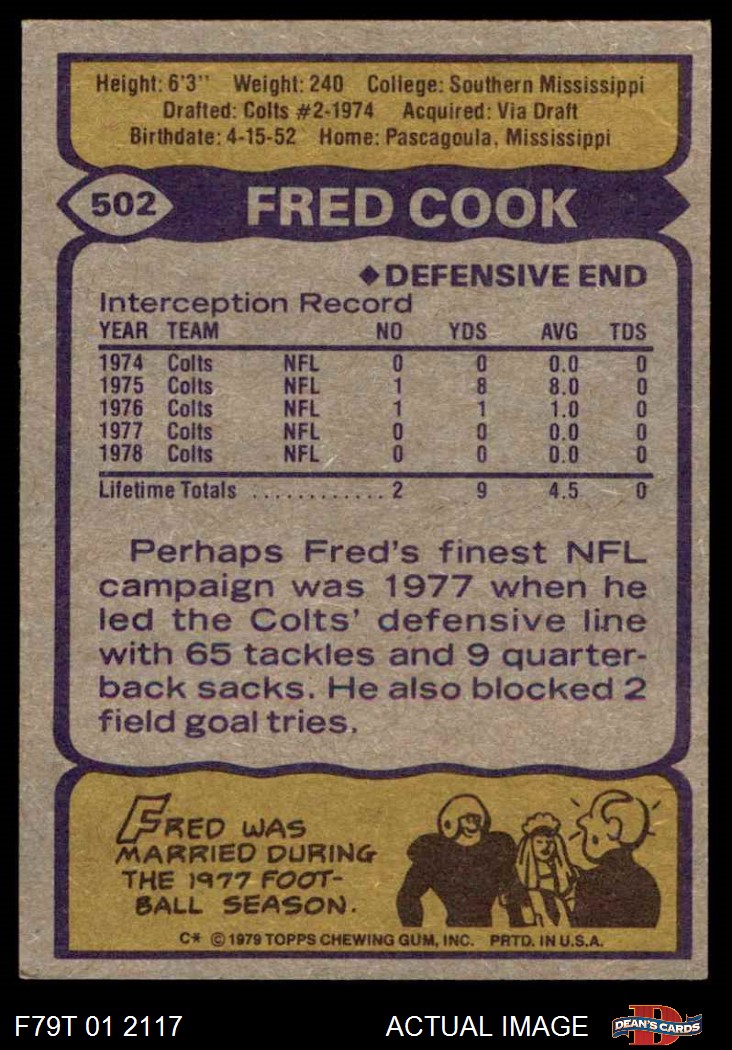 Height: 6'3" Weight: 240 College: Southern Mississippi
Drafted: Colts #2-1974 Acquired: Via Draft
Birthdate: 4-15-52 Home: Pascagoula, Mississippi
502 FRED COOK
◆DEFENSIVE END
Interception Record
YEAR TEAM NO YDS AVG TDS
1974 Colts NFL 0 0 0.0 0
1975 Colts NFL 1 8 8.0 0
1976 Colts NFL 1 1 1.0 0
1977 Colts NFL 0 0 0.0 0
1978 Colts NFL 0 0 0.0 0
Lifetime Totals ............ 2 9 4.5 0
Perhaps Fred's finest NFL
campaign was 1977 when he
led the Colts' defensive line
with 65 tackles and 9 quarter-
back sacks. He also blocked 2
field goal tries.
FRED WAS
MARRIED DURING
THE 1977 FOOT-
BALL SEASON.
C* © 1979 TOPPS CHEWING GUM, INC. PRTD. IN U.S.A.
F79T 01 2117 ACTUAL IMAGE D DEAN'S CARDS